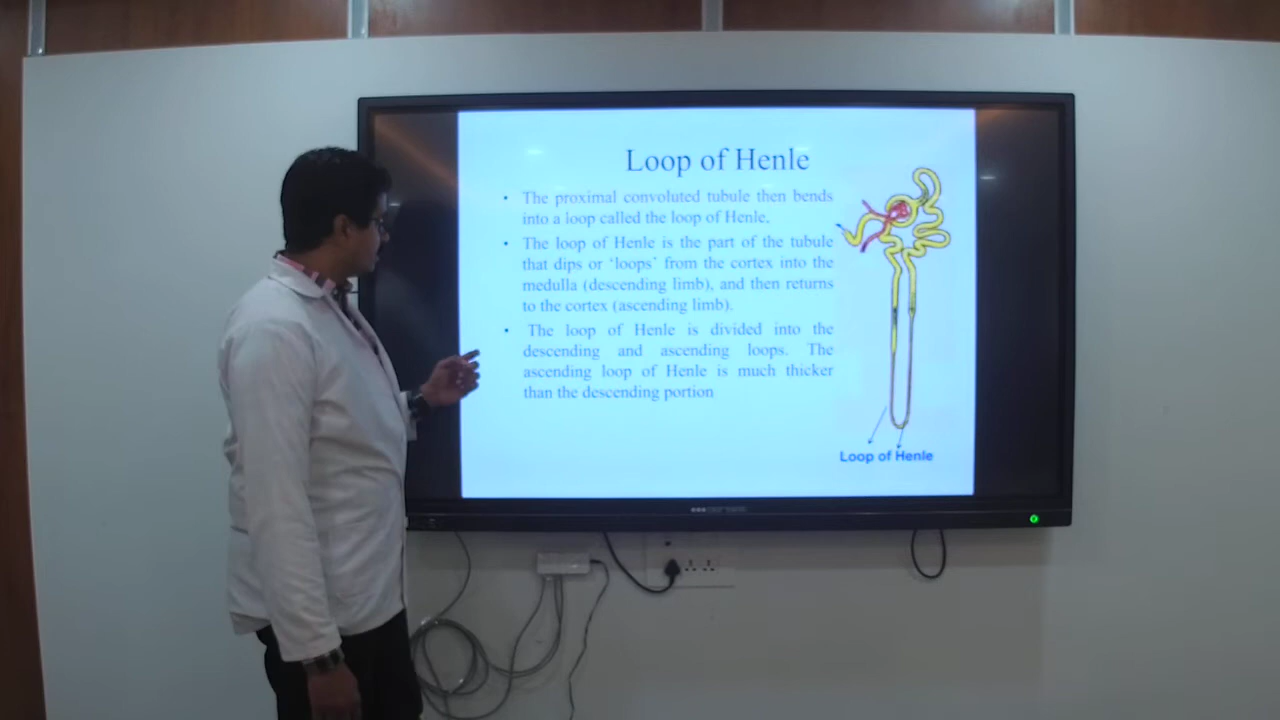 Loop of Henle
• The proximal convoluted tubule then bends
into a loop called the loop of Henle.
• The loop of Henle is the part of the tubule
that dips or ‘loops’ from the cortex into the
medulla (descending limb), and then returns
to the cortex (ascending limb).
• The loop of Henle is divided into the
descending and ascending loops. The
ascending loop of Henle is much thicker
than the descending portion
Loop of Henle